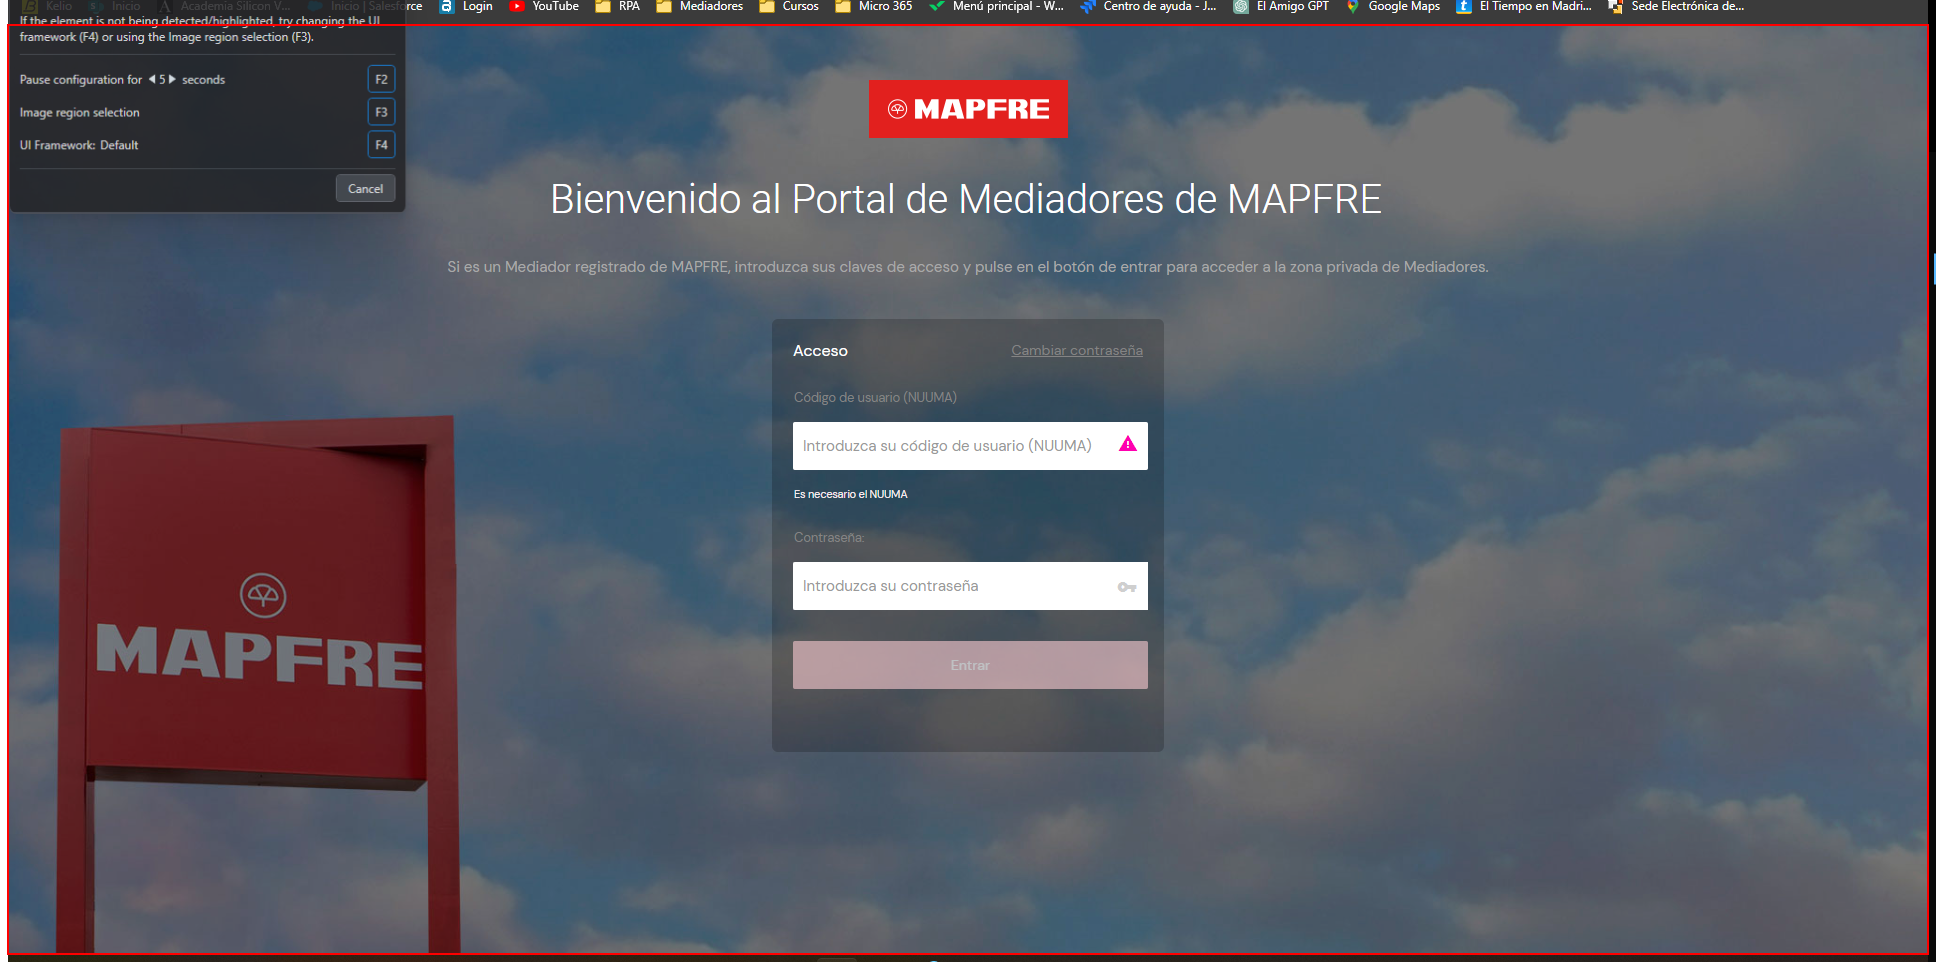 Kelio
Inicio
Academia Silicon V...
Inicio | Salesforce
Login
YouTube
RPA
Mediadores
Cursos
Micro 365
Menú principal - W...
Centro de ayuda - J...
El Amigo GPT
Google Maps
El Tiempo en Madri...
Sede Electrónica de...
If the element is not being detected/highlighted, try changing the UI
framework (F4) or using the Image region selection (F3).
Pause configuration for 5 seconds
F2
Image region selection
F3
UI Framework: Default
F4
Cancel
MAPFRE
Bienvenido al Portal de Mediadores de MAPFRE
Si es un Mediador registrado de MAPFRE, introduzca sus claves de acceso y pulse en el botón de entrar para acceder a la zona privada de Mediadores.
Acceso
Cambiar contraseña
Código de usuario (NUUMA)
Introduzca su código de usuario (NUUMA)
Es necesario el NUUMA
Contraseña:
Introduzca su contraseña
Entrar
MAPFRE